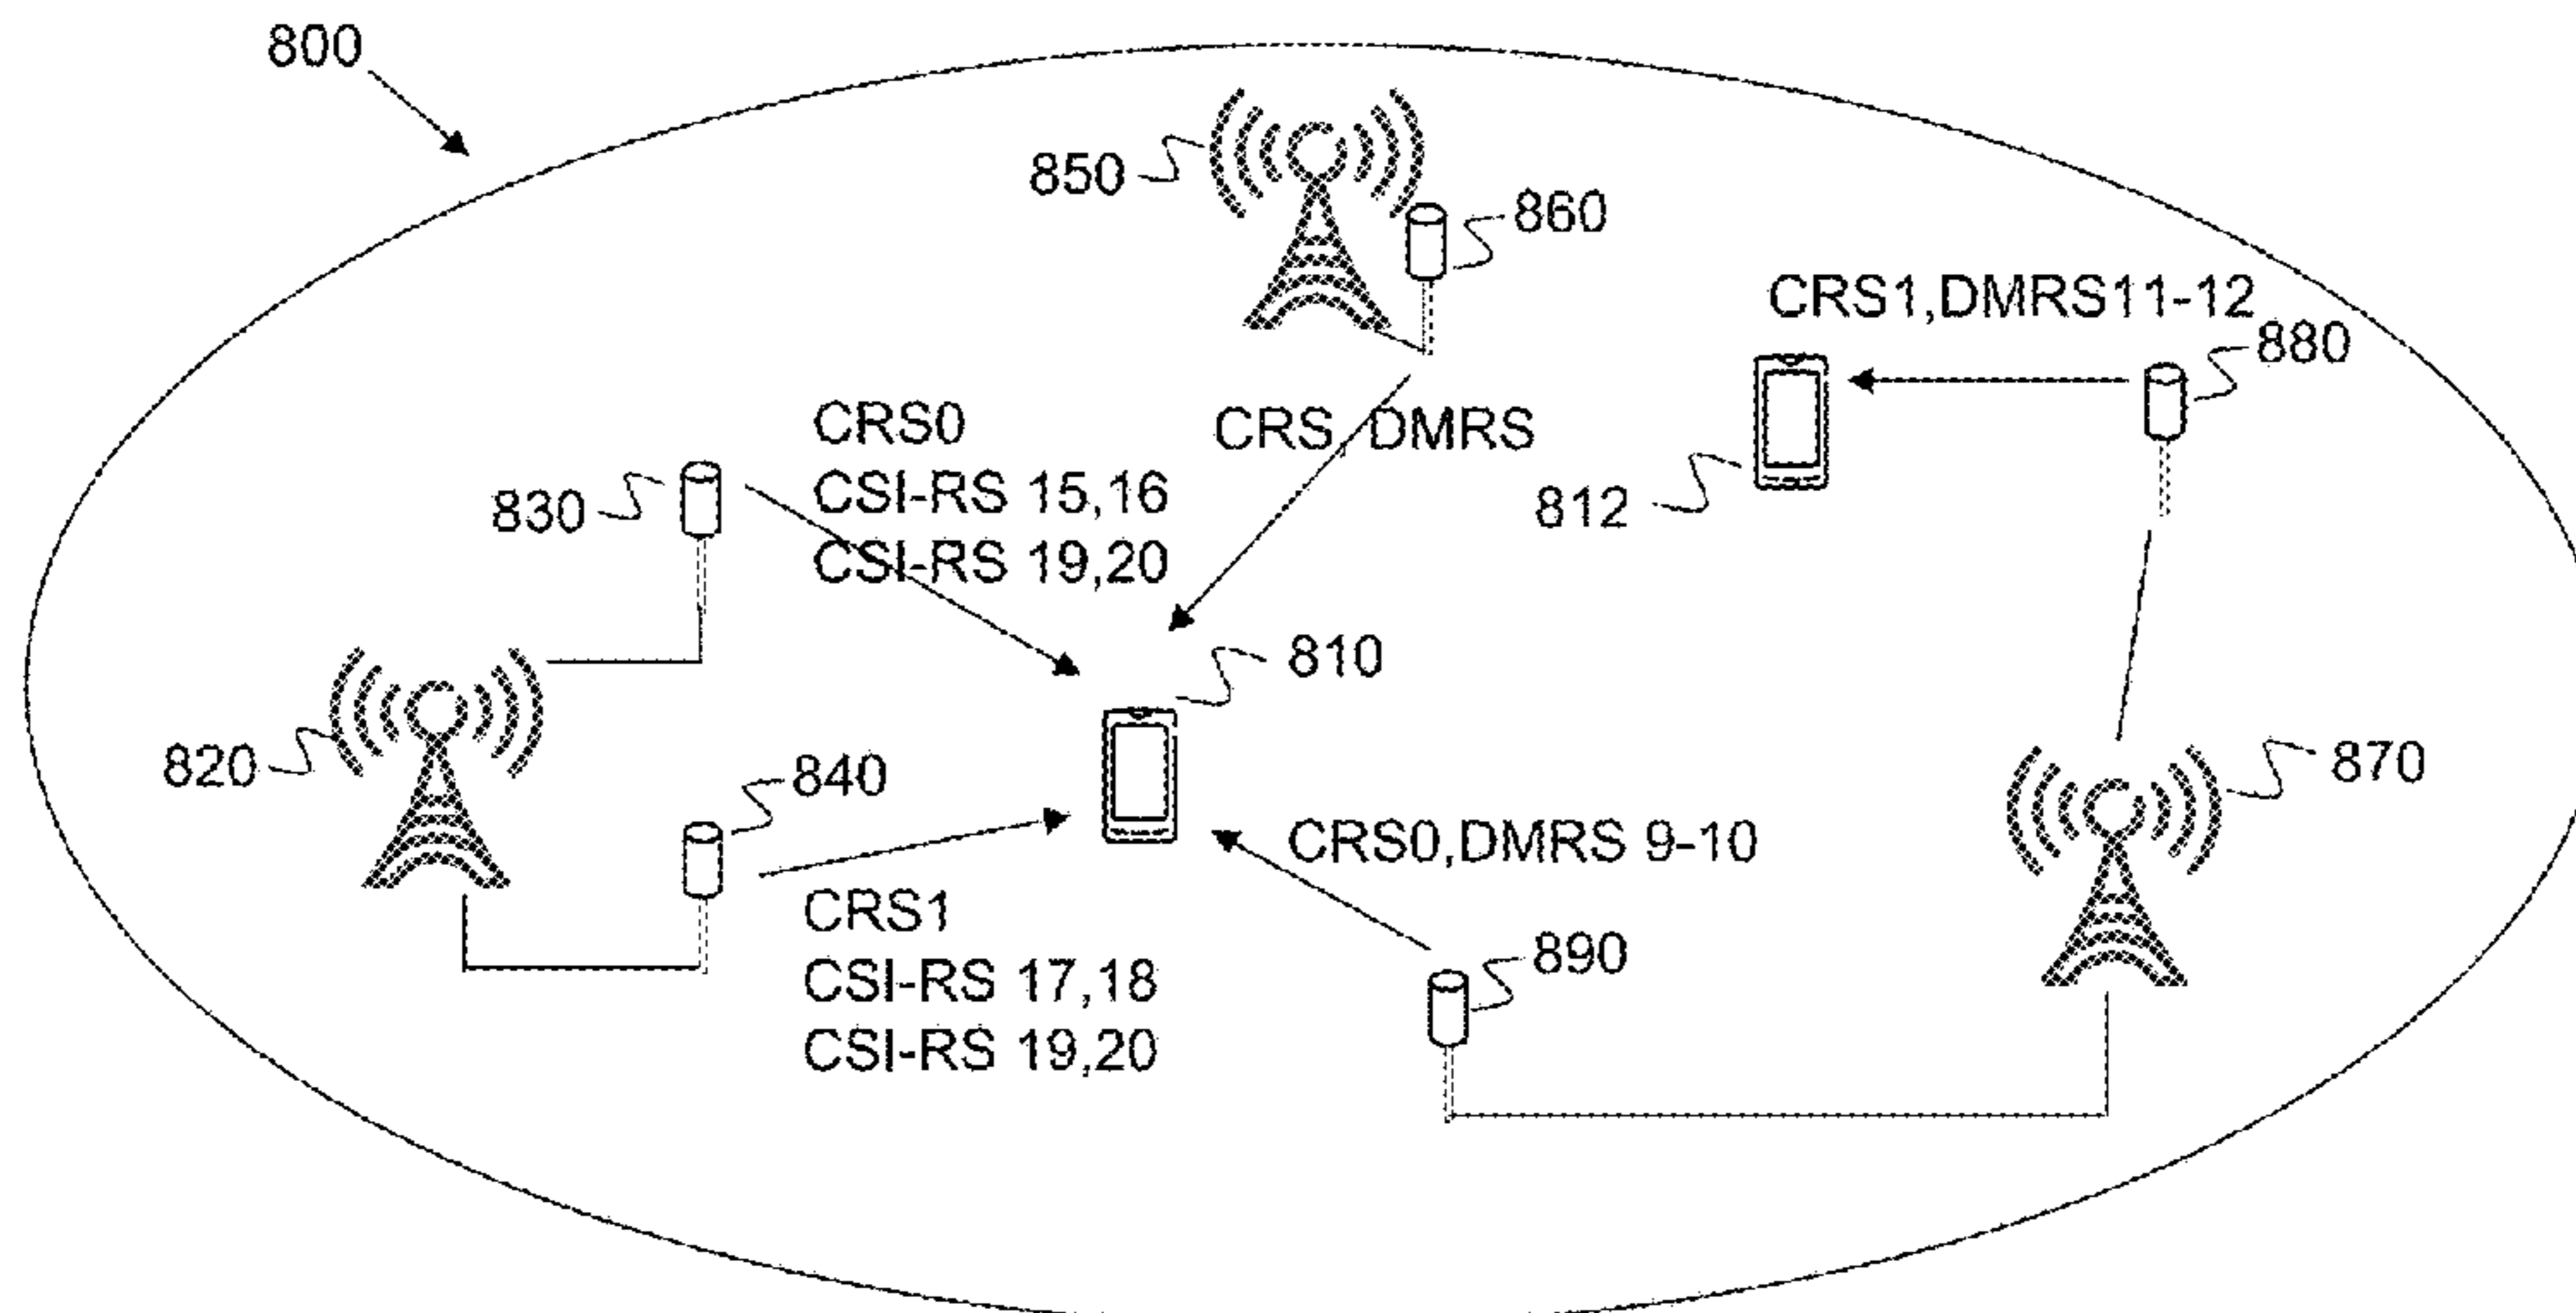 800
850
860
CRS1,DMRS11-12
880
CRS0
CSI-RS 15,16
CSI-RS 19,20
CRS, DMRS
830
812
810
820
840
870
CRS0,DMRS 9-10
CRS1
CSI-RS 17,18
CSI-RS 19,20
890